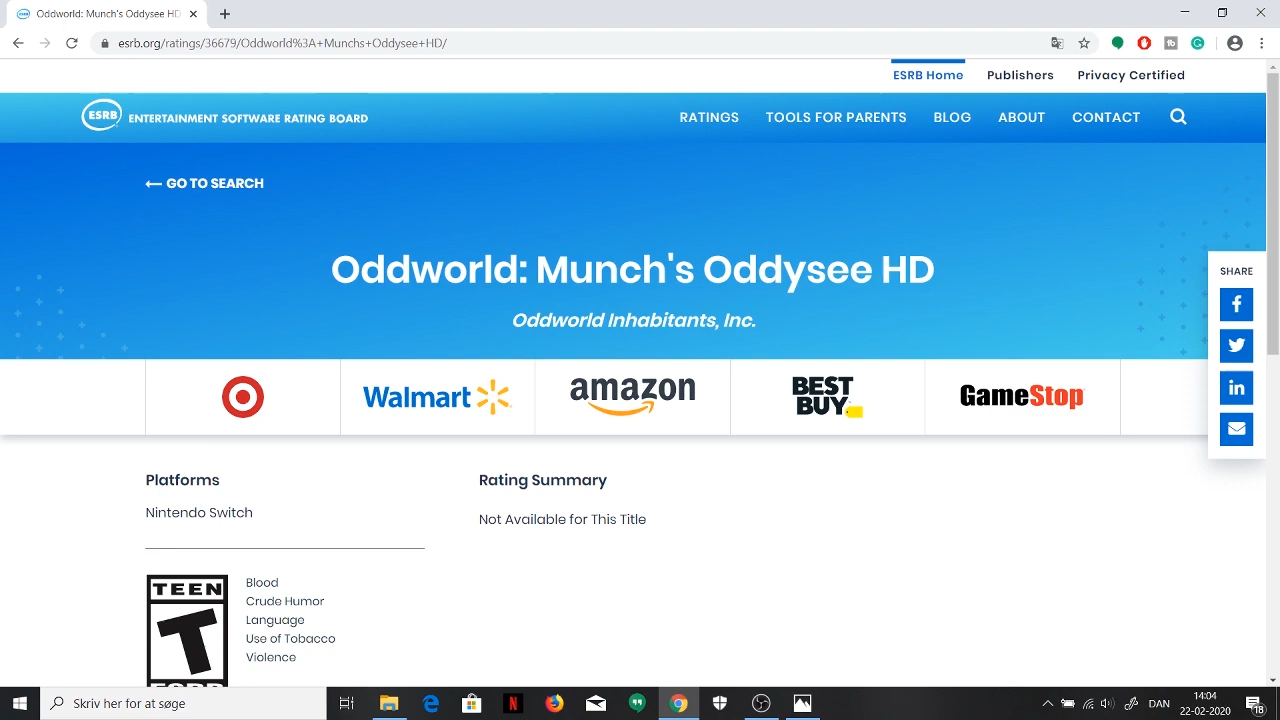 Oddworld: Munch's Oddysee HD
esrb.org/ratings/36679/Oddworld%3A+Munchs+Oddysee+HD/
ESRB Home Publishers Privacy Certified
ESRB ENTERTAINMENT SOFTWARE RATING BOARD
RATINGS TOOLS FOR PARENTS BLOG ABOUT CONTACT
GO TO SEARCH
Oddworld: Munch's Oddysee HD
Oddworld Inhabitants, Inc.
SHARE
Walmart amazon BEST BUY GameStop
Platforms
Nintendo Switch
Rating Summary
Not Available for This Title
TEEN
T
ESRB
Blood
Crude Humor
Language
Use of Tobacco
Violence
Skriv her for at søge
DAN
14:04
22-02-2020
18